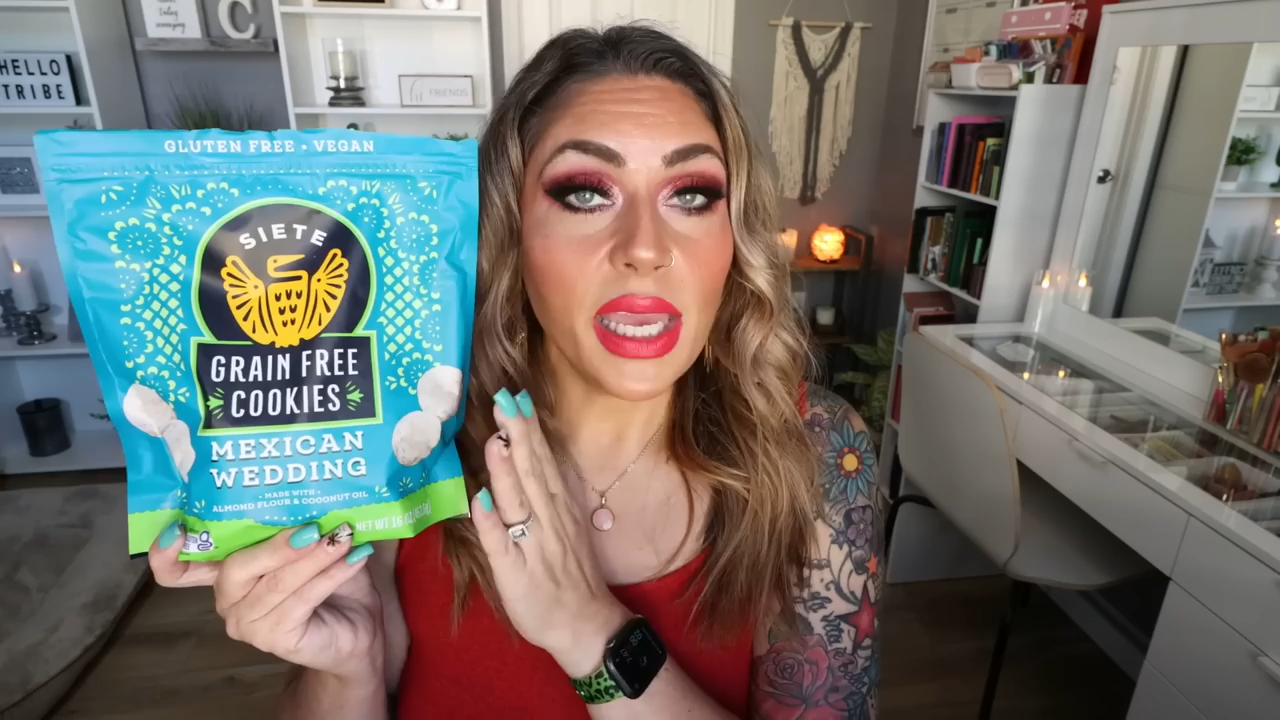 C
HELLO
TRIBE
FRIENDS
GLUTEN FREE • VEGAN
SIETE
GRAIN FREE
COOKIES
MEXICAN
WEDDING
• MADE WITH •
ALMOND FLOUR & COCONUT OIL
NET WT 16 OZ